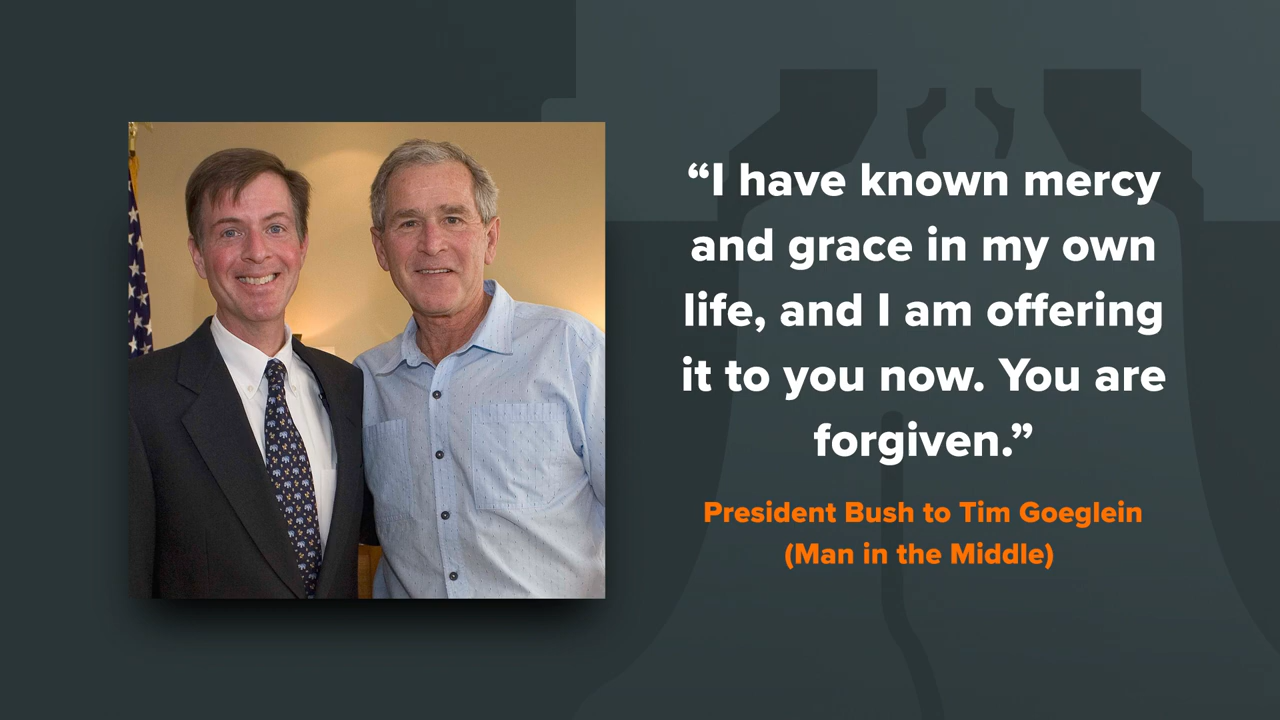 “I have known mercy
and grace in my own
life, and I am offering
it to you now. You are
forgiven.”
President Bush to Tim Goeglein
(Man in the Middle)